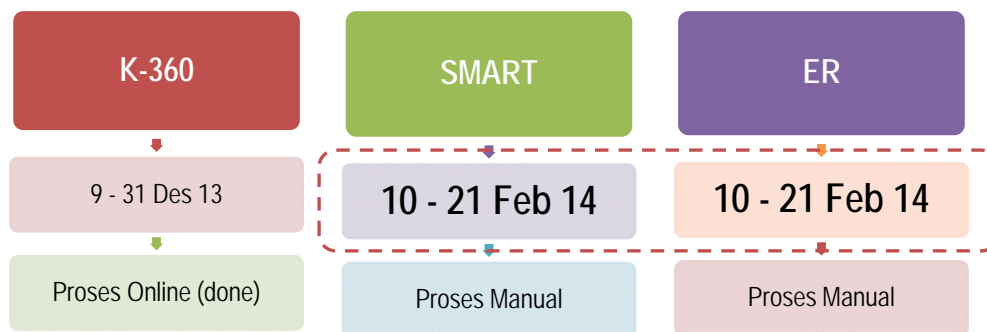 K-360
SMART
ER
9 - 31 Des 13
10 - 21 Feb 14
10 - 21 Feb 14
Proses Online (done)
Proses Manual
Proses Manual